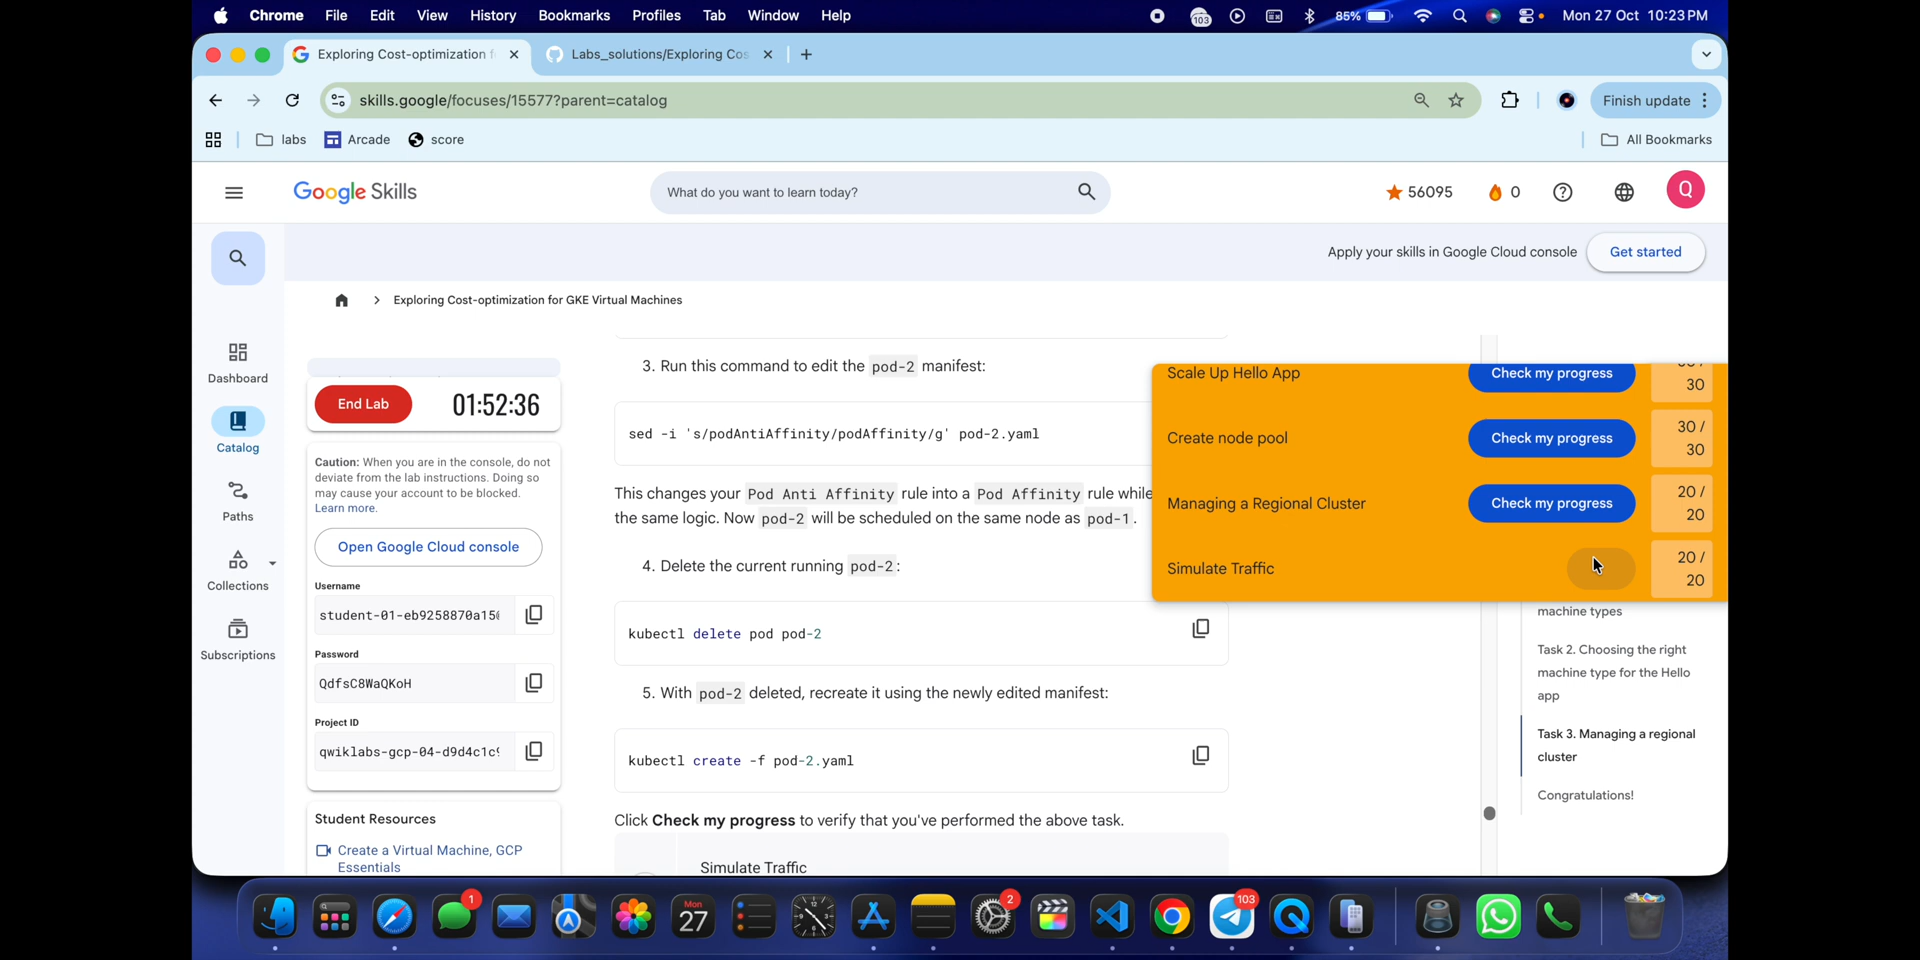 Chrome File Edit View History Bookmarks Profiles Tab Window Help
103 85% Mon 27 Oct 10:23 PM
Exploring Cost-optimization f
Labs_solutions/Exploring Cos
skills.google/focuses/15577?parent=catalog
Finish update
labs Arcade score
All Bookmarks
Google Skills
What do you want to learn today?
56095 0 Q
Apply your skills in Google Cloud console Get started
Exploring Cost-optimization for GKE Virtual Machines
Dashboard
Catalog
Paths
Collections
Subscriptions
End Lab 01:52:36
Caution: When you are in the console, do not
deviate from the lab instructions. Doing so
may cause your account to be blocked.
Learn more.
Open Google Cloud console
Username
student-01-eb9258870a15
Password
QdfsC8WaQKoH
Project ID
qwiklabs-gcp-04-d9d4c1c
Student Resources
Create a Virtual Machine, GCP
Essentials
3. Run this command to edit the pod-2 manifest:
sed -i 's/podAntiAffinity/podAffinity/g' pod-2.yaml
This changes your Pod Anti Affinity rule into a Pod Affinity rule while
the same logic. Now pod-2 will be scheduled on the same node as pod-1.
4. Delete the current running pod-2:
kubectl delete pod pod-2
5. With pod-2 deleted, recreate it using the newly edited manifest:
kubectl create -f pod-2.yaml
Click Check my progress to verify that you've performed the above task.
Simulate Traffic
Scale Up Hello App Check my progress
30
Create node pool Check my progress 30 /
30
Managing a Regional Cluster Check my progress 20 /
20
Simulate Traffic 20 /
20
machine types
Task 2. Choosing the right
machine type for the Hello
app
Task 3. Managing a regional
cluster
Congratulations!
1
Mon
27
2
103